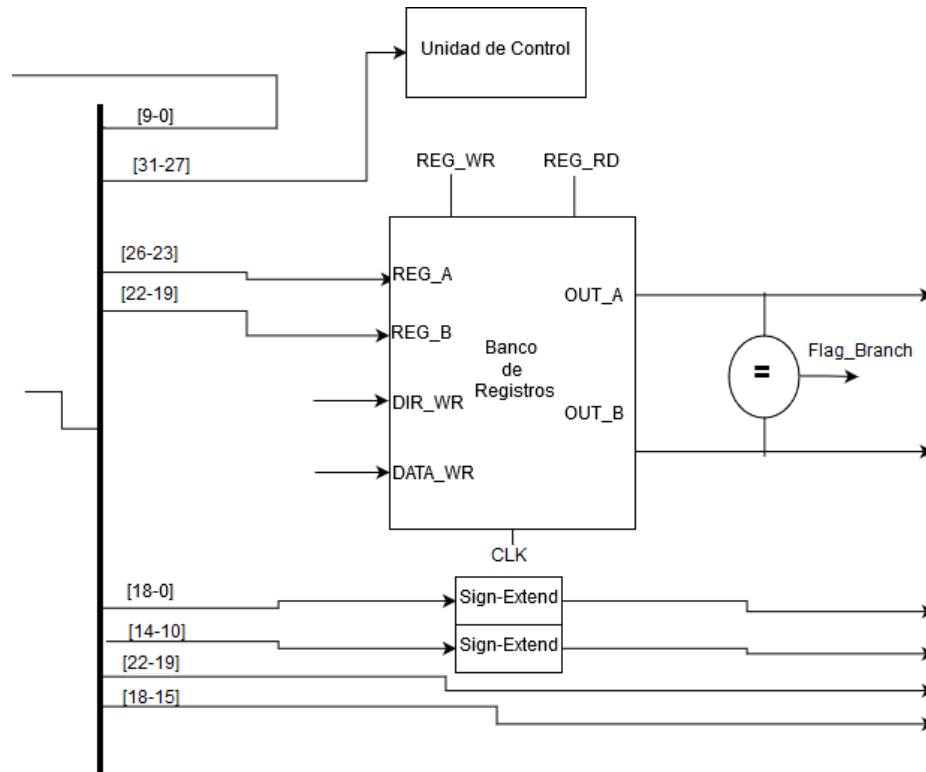 Unidad de Control
[9-0]
[31-27]
REG_WR
REG_RD
[26-23]
REG_A
[22-19]
OUT_A
REG_B
Banco
de
Registros
Flag_Branch
=
DIR_WR
OUT_B
DATA_WR
CLK
[18-0]
Sign-Extend
[14-10]
Sign-Extend
[22-19]
[18-15]